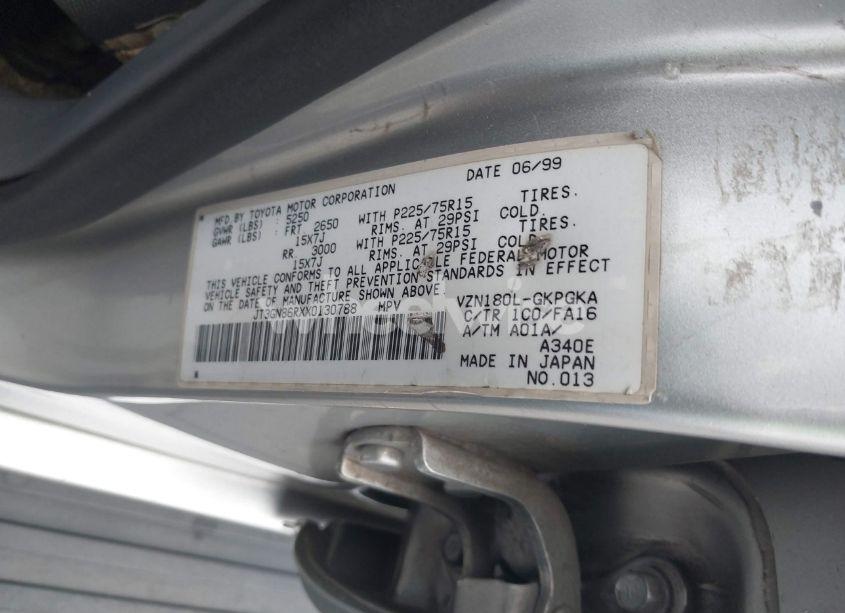 DATE 06/99
MFD BY TOYOTA MOTOR CORPORATION
GVWR (LBS) : 5250
GAWR (LBS) : FRT 2650 WITH P225/75R15 TIRES.
15X7J RIMS. AT 29PSI COLD.
RR 3000 WITH P225/75R15 TIRES.
15X7J RIMS. AT 29PSI COLD.
THIS VEHICLE CONFORMS TO ALL APPLICABLE FEDERAL MOTOR
VEHICLE SAFETY AND THEFT PREVENTION STANDARDS IN EFFECT
ON THE DATE OF MANUFACTURE SHOWN ABOVE.
JT3GN86RXX0130788 MPV VZN180L-GKPGKA
C/TR 1C0/FA16
A/TM A01A/
A340E
MADE IN JAPAN
NO.013